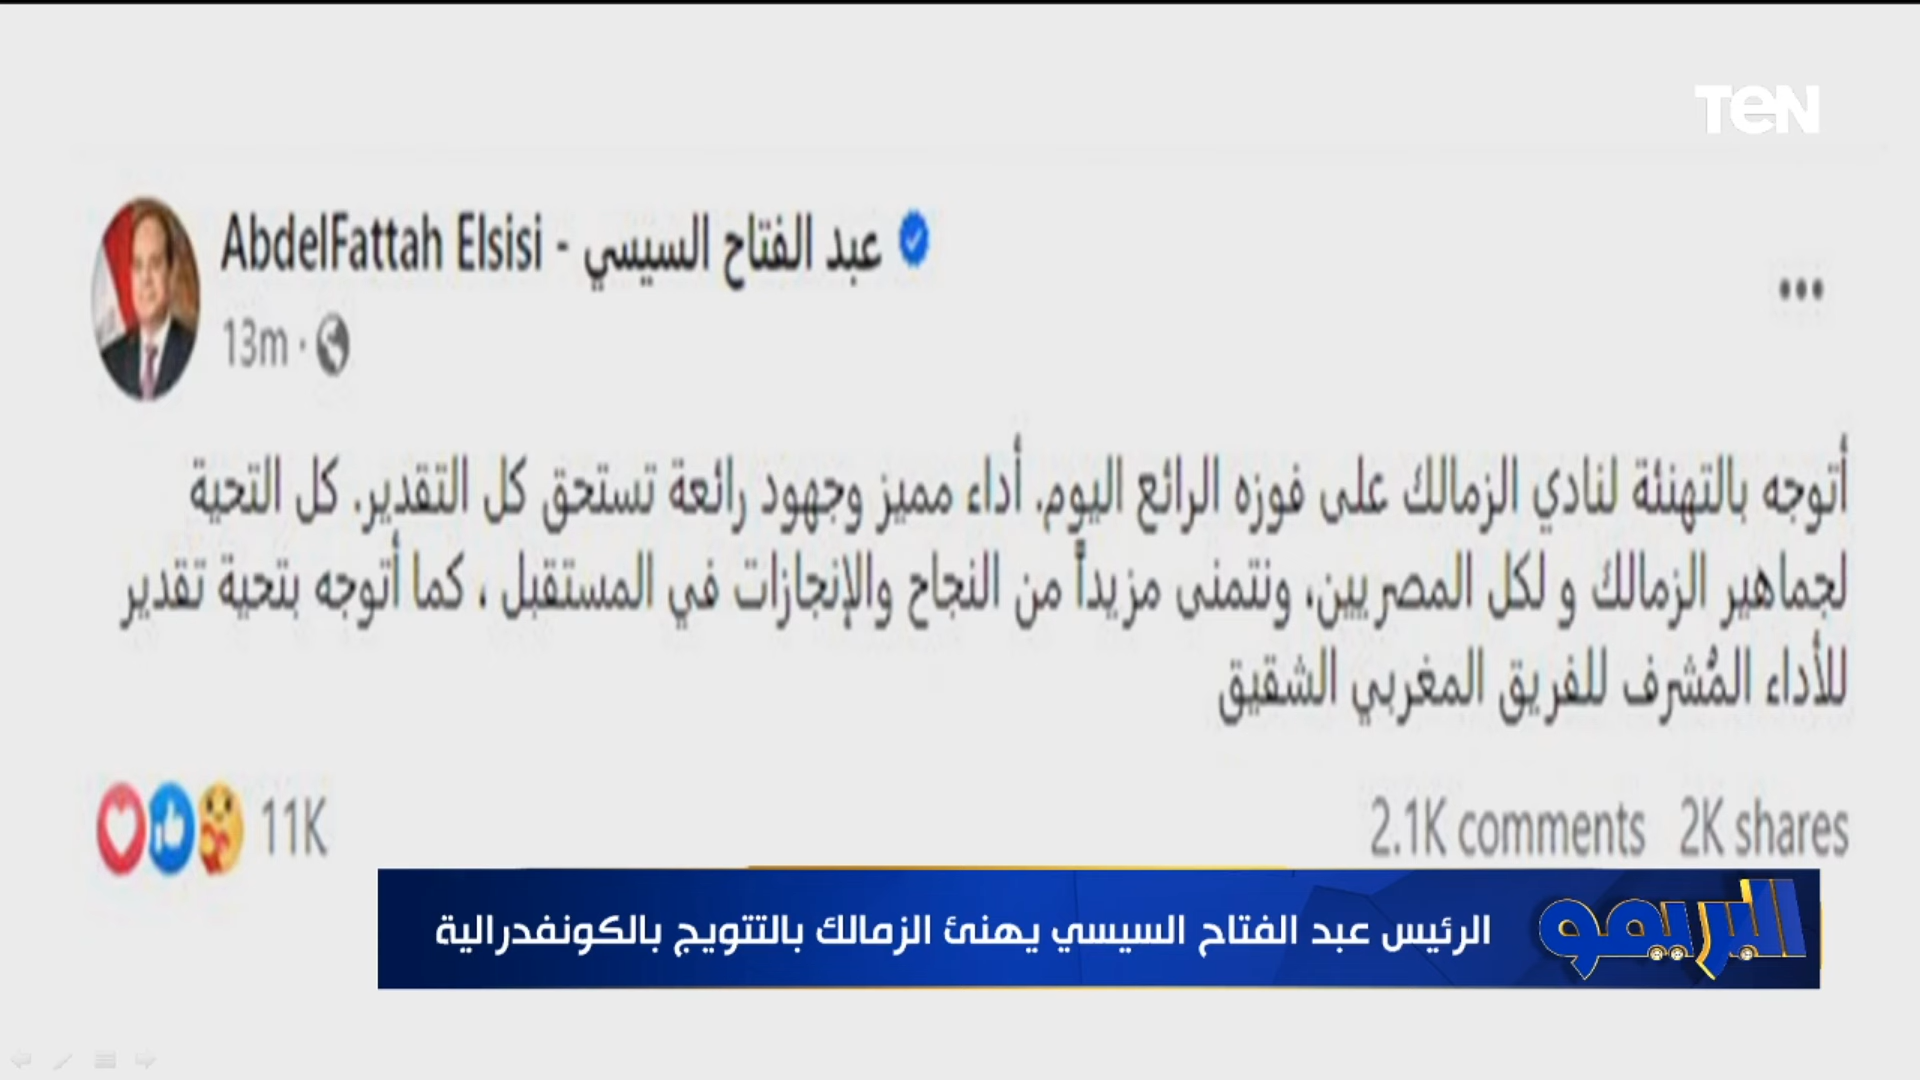 TEN
AbdelFattah Elsisi - عبد الفتاح السيسي
13m ·
أتوجه بالتهنئة لنادي الزمالك على فوزه الرائع اليوم. أداء مميز وجهود رائعة تستحق كل التقدير. كل التحية
لجماهير الزمالك و لكل المصريين، ونتمنى مزيداً من النجاح والإنجازات في المستقبل ، كما أتوجه بتحية تقدير
للأداء المُشرف للفريق المغربي الشقيق
11K
2.1K comments 2K shares
البريمو
الرئيس عبد الفتاح السيسي يهنئ الزمالك بالتتويج بالكونفدرالية